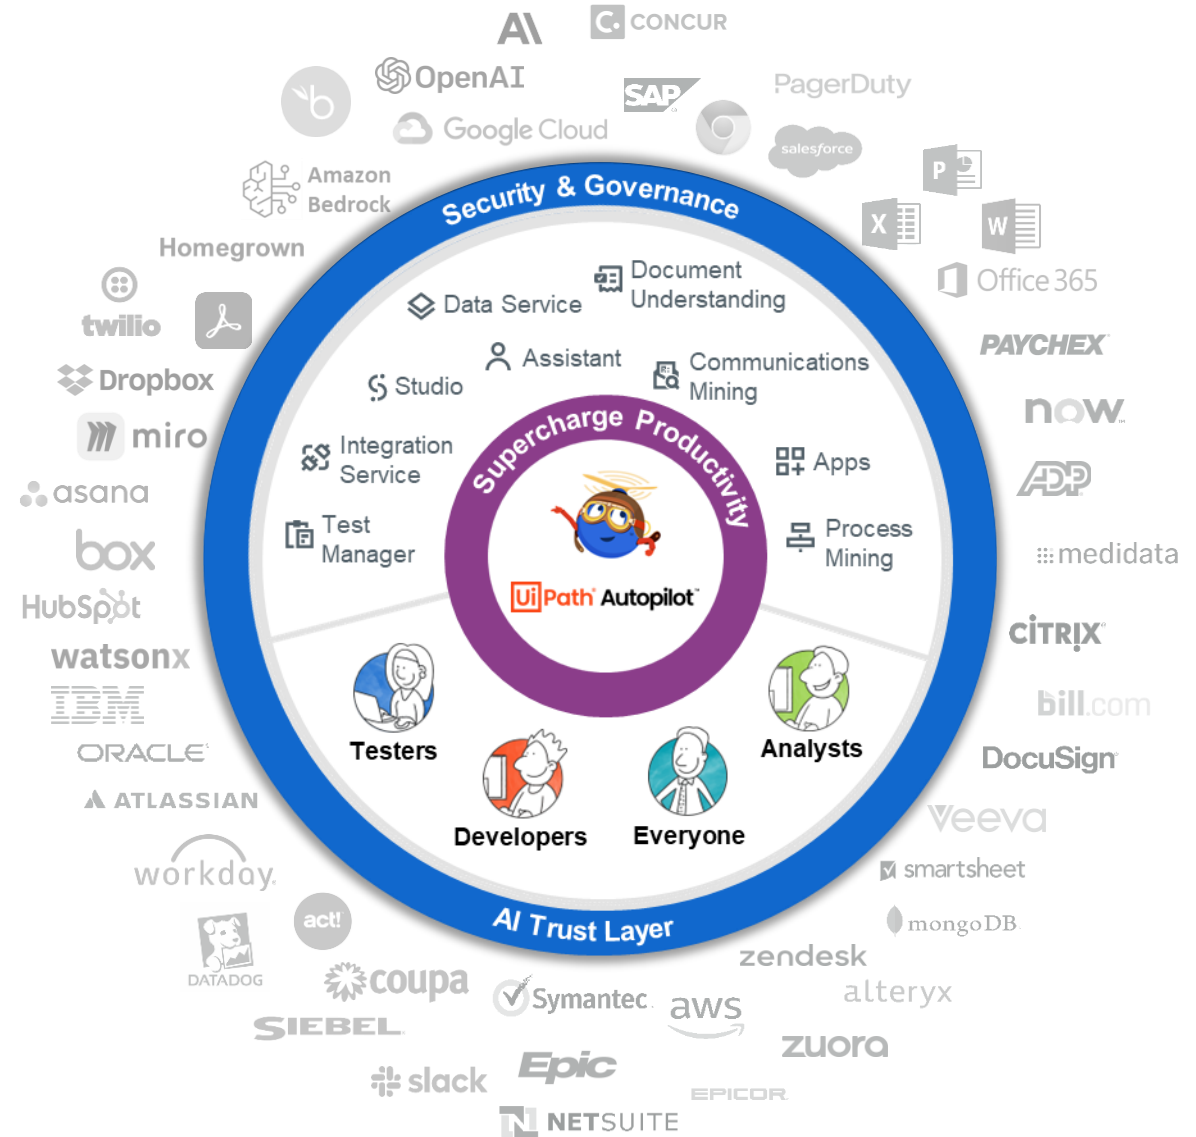 A\
CONCUR
OpenAI
SAP
PagerDuty
b
Google Cloud
salesforce
Amazon
Bedrock
P
X
W
Homegrown
Office 365
Security & Governance
twilio
Document
Understanding
Data Service
PAYCHEX
Dropbox
Assistant
Communications
Mining
Studio
now
miro
Supercharge Productivity
Integration
Service
Apps
ADP
asana
Test
Manager
Process
Mining
box
medidata
UiPath Autopilot™
HubSpot
CİTRIX
watsonx
IBM
bill.com
Testers
Analysts
ORACLE
DocuSign
ATLASSIAN
Developers
Everyone
Veeva
workday.
smartsheet
act!
AI Trust Layer
mongoDB
DATADOG
zendesk
coupa
Symantec
aws
alteryx
SIEBEL
zuora
Epic
slack
EPICOR
NETSUITE